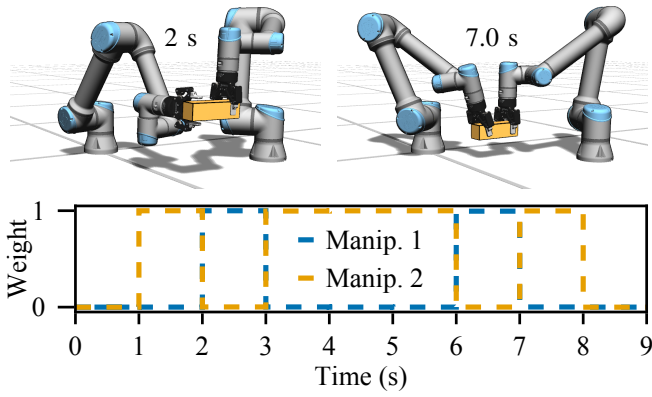 2 s
7.0 s
Weight
1
0
Manip. 1
Manip. 2
0 1 2 3 4 5 6 7 8 9
Time (s)